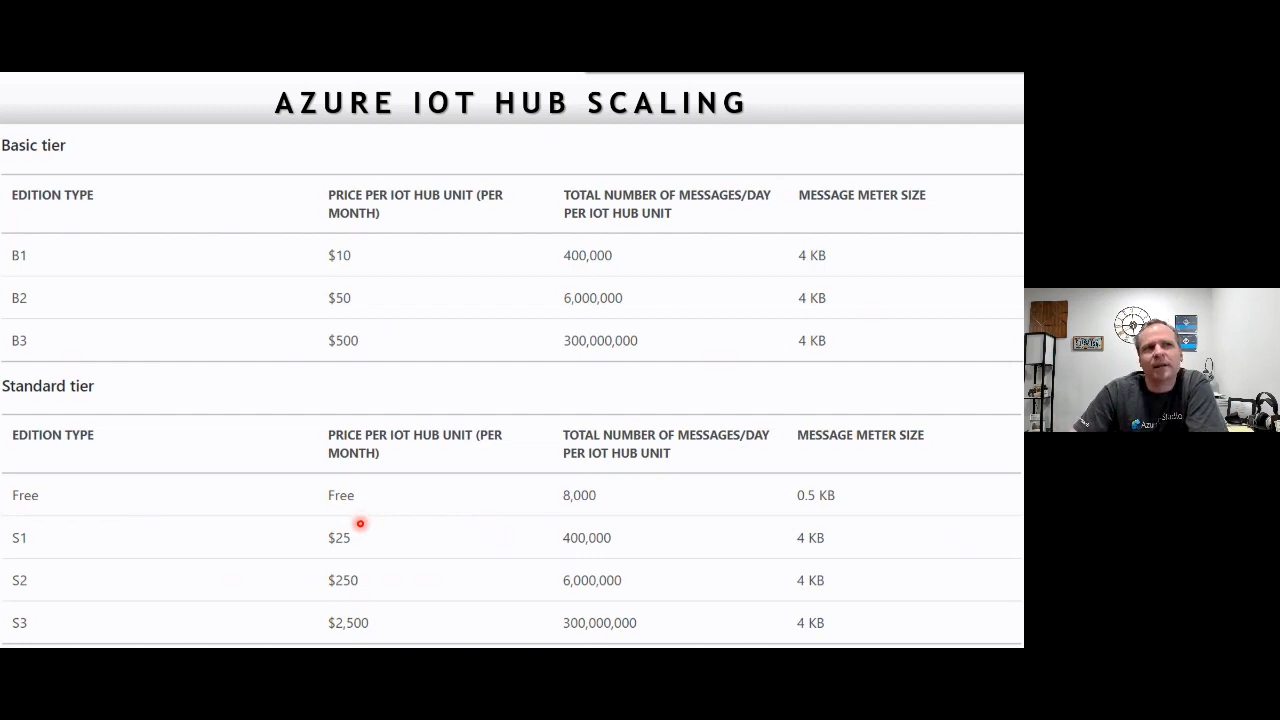 AZURE IOT HUB SCALING
Basic tier
EDITION TYPE PRICE PER IOT HUB UNIT (PER MONTH) TOTAL NUMBER OF MESSAGES/DAY PER IOT HUB UNIT MESSAGE METER SIZE
B1 $10 400,000 4 KB
B2 $50 6,000,000 4 KB
B3 $500 300,000,000 4 KB
Standard tier
EDITION TYPE PRICE PER IOT HUB UNIT (PER MONTH) TOTAL NUMBER OF MESSAGES/DAY PER IOT HUB UNIT MESSAGE METER SIZE
Free Free 8,000 0.5 KB
S1 $25 400,000 4 KB
S2 $250 6,000,000 4 KB
S3 $2,500 300,000,000 4 KB